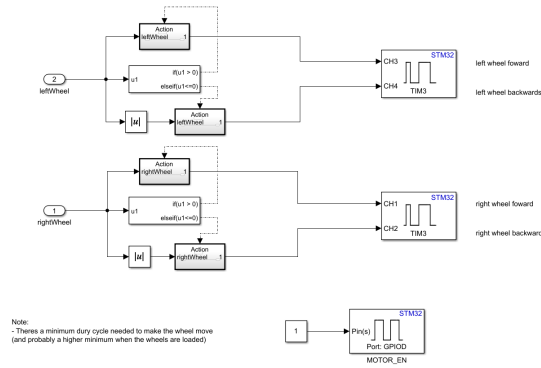 Action
leftWheel 1
STM32
CH3
left wheel foward
2
leftWheel
u1
if(u1 > 0)
elseif(u1<=0)
CH4
left wheel backwards
TIM3
|u|
Action
leftWheel 1
Action
rightWheel 1
STM32
CH1
right wheel foward
1
rightWheel
u1
if(u1 > 0)
elseif(u1<=0)
CH2
right wheel backward
TIM3
|u|
Action
rightWheel 1
Note:
- Theres a minimum dury cycle needed to make the wheel move
(and probably a higher minimum when the wheels are loaded)
STM32
1
Pin(s)
Port: GPIOD
MOTOR_EN